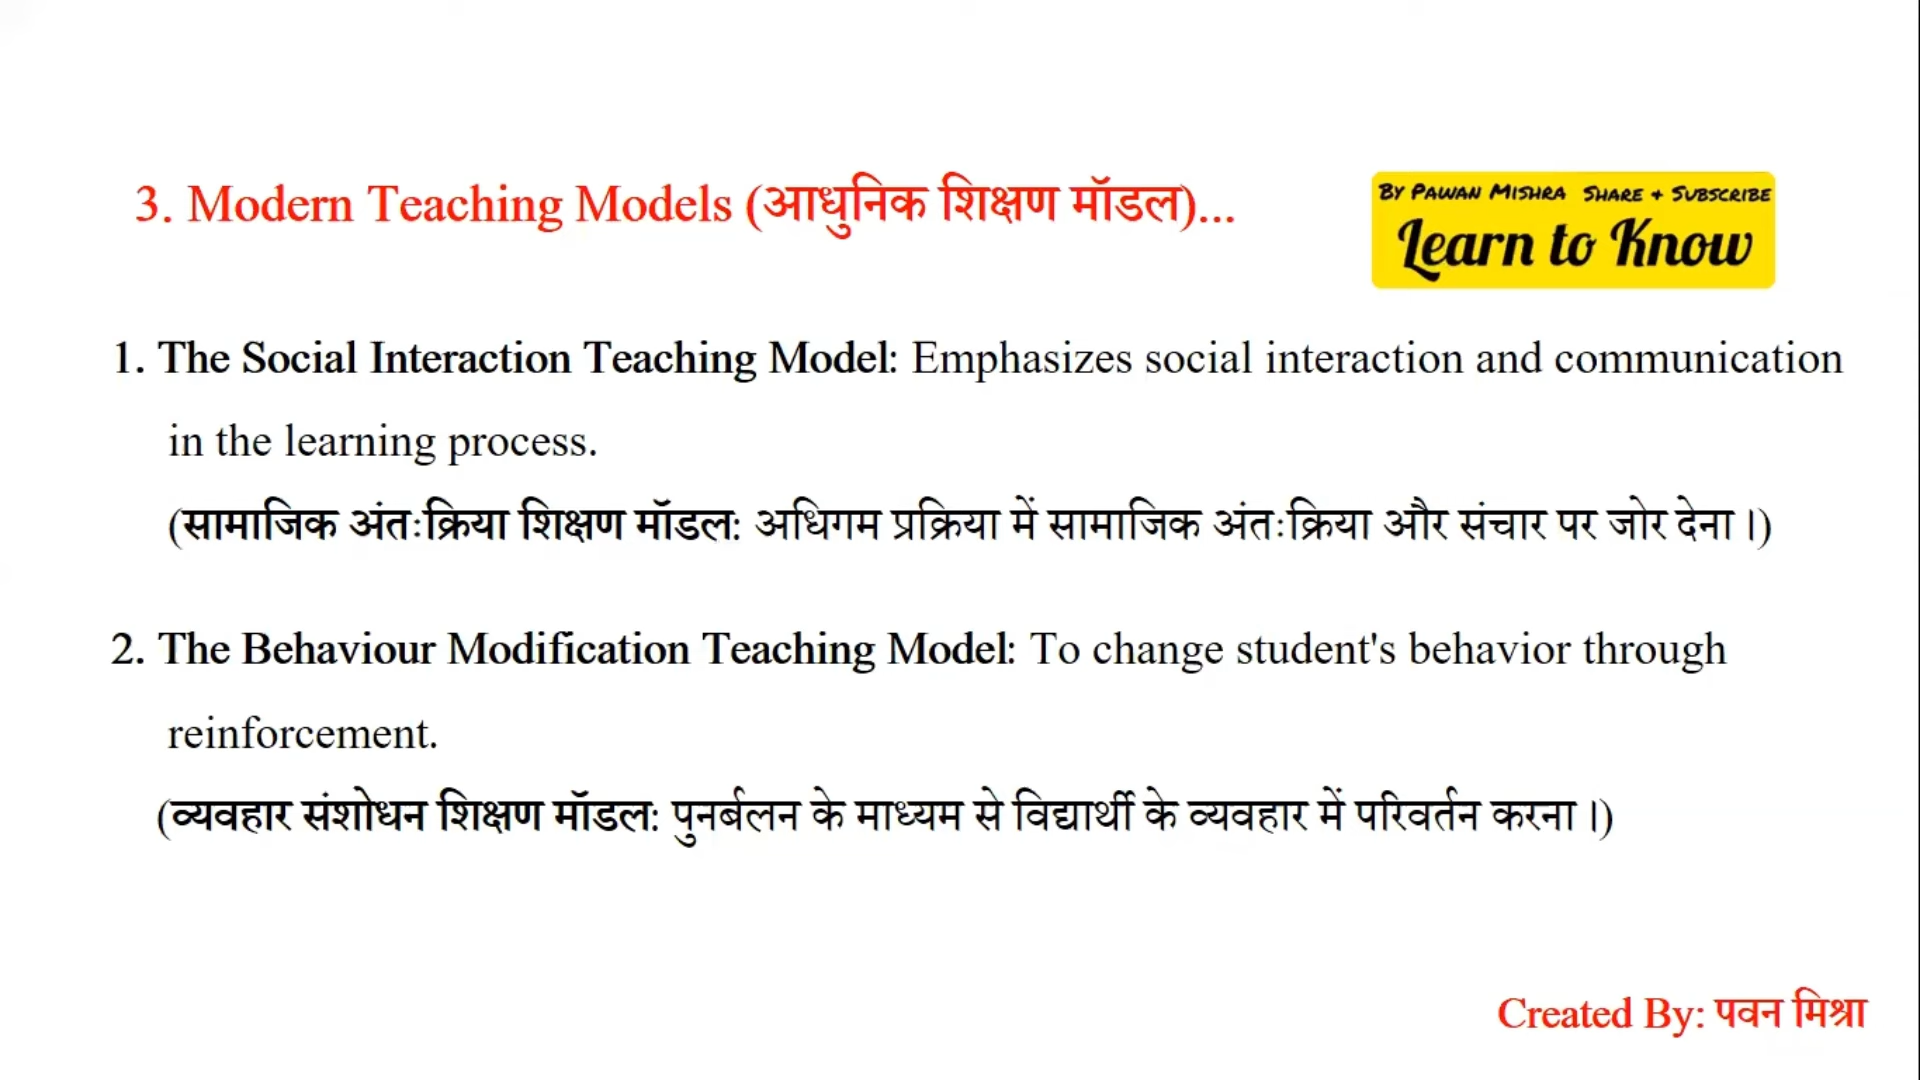 3. Modern Teaching Models (आधुनिक शिक्षण मॉडल)...
By Pawan Mishra Share + Subscribe
Learn to Know
1. The Social Interaction Teaching Model: Emphasizes social interaction and communication
in the learning process.
(सामाजिक अंतःक्रिया शिक्षण मॉडल: अधिगम प्रक्रिया में सामाजिक अंतःक्रिया और संचार पर जोर देना।)
2. The Behaviour Modification Teaching Model: To change student's behavior through
reinforcement.
(व्यवहार संशोधन शिक्षण मॉडल: पुनर्बलन के माध्यम से विद्यार्थी के व्यवहार में परिवर्तन करना।)
Created By: पवन मिश्रा